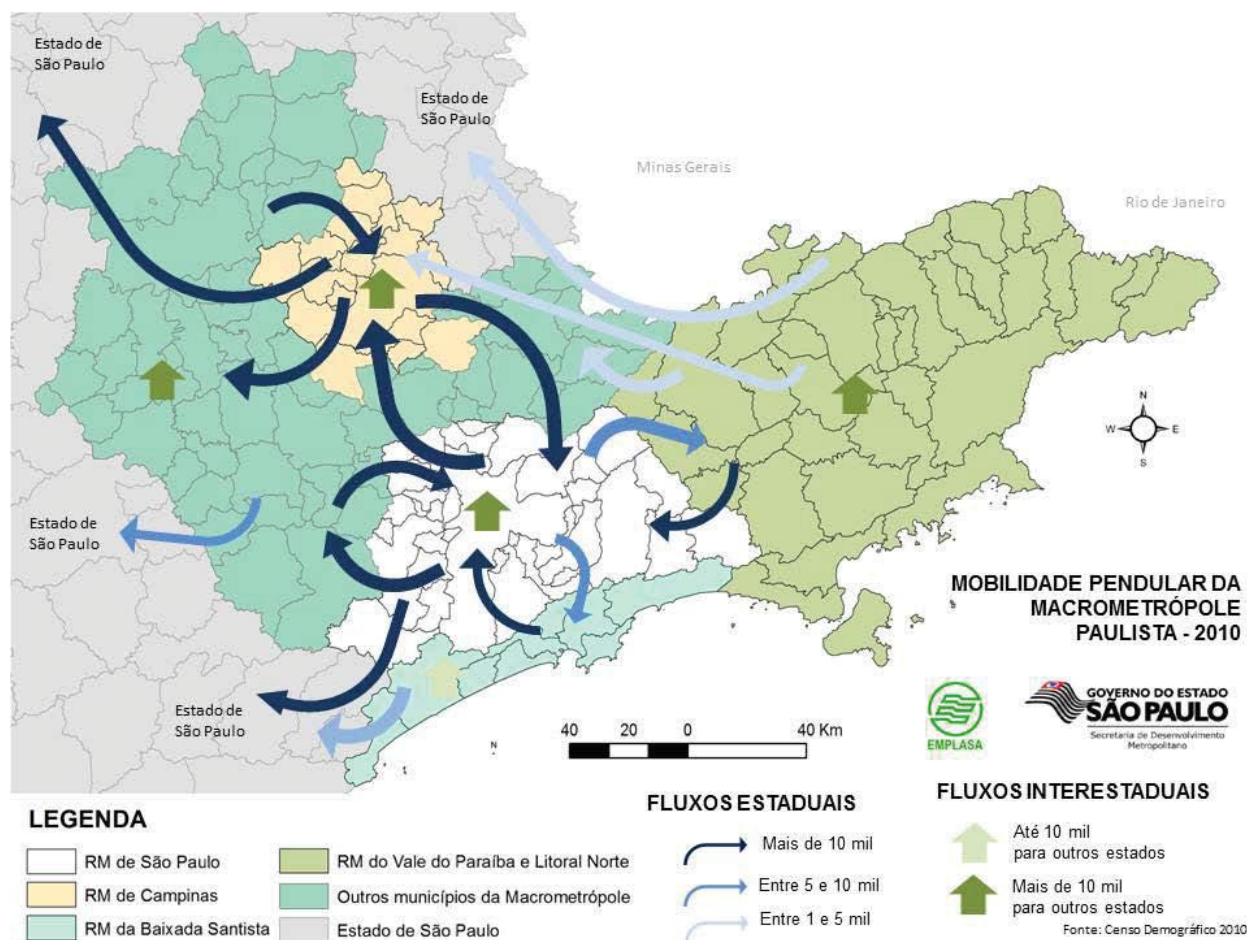 Estado de
São Paulo
Estado de
São Paulo
Minas Gerais
Rio de Janeiro
N
W
E
S
Estado de
São Paulo
MOBILIDADE PENDULAR DA
MACROMETRÓPOLE
PAULISTA - 2010
Estado de
São Paulo
EMPLASA
GOVERNO DO ESTADO
SÃO PAULO
Secretaria de Desenvolvimento
Metropolitano
N
40 20 0 40 Km
LEGENDA
RM de São Paulo
RM de Campinas
RM da Baixada Santista
RM do Vale do Paraíba e Litoral Norte
Outros municípios da Macrometrópole
Estado de São Paulo
FLUXOS ESTADUAIS
Mais de 10 mil
Entre 5 e 10 mil
Entre 1 e 5 mil
FLUXOS INTERESTADUAIS
Até 10 mil
para outros estados
Mais de 10 mil
para outros estados
Fonte: Censo Demográfico 2010